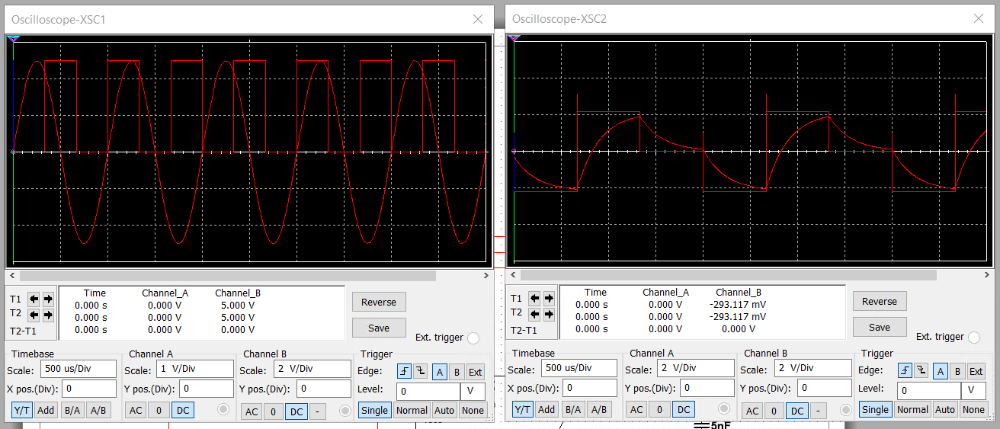 Oscilloscope-XSC1
T1
T2
T2-T1
Time Channel_A Channel_B
0.000 s 0.000 V 5.000 V
0.000 s 0.000 V 5.000 V
0.000 s 0.000 V 0.000 V
Reverse
Save
Ext. trigger
Timebase
Scale: 500 us/Div
X pos.(Div): 0
Y/T Add B/A A/B
Channel A
Scale: 1 V/Div
Y pos.(Div): 0
AC 0 DC
Channel B
Scale: 2 V/Div
Y pos.(Div): 0
AC 0 DC -
Trigger
Edge: A B Ext
Level: 0 V
Single Normal Auto None
Oscilloscope-XSC2
T1
T2
T2-T1
Time Channel_A Channel_B
0.000 s 0.000 V -293.117 mV
0.000 s 0.000 V -293.117 mV
0.000 s 0.000 V 0.000 V
Reverse
Save
Ext. trigger
Timebase
Scale: 500 us/Div
X pos.(Div): 0
Y/T Add B/A A/B
Channel A
Scale: 2 V/Div
Y pos.(Div): 0
AC 0 DC
Channel B
Scale: 2 V/Div
Y pos.(Div): 0
AC 0 DC -
Trigger
Edge: A B Ext
Level: 0 V
Single Normal Auto None
5nF